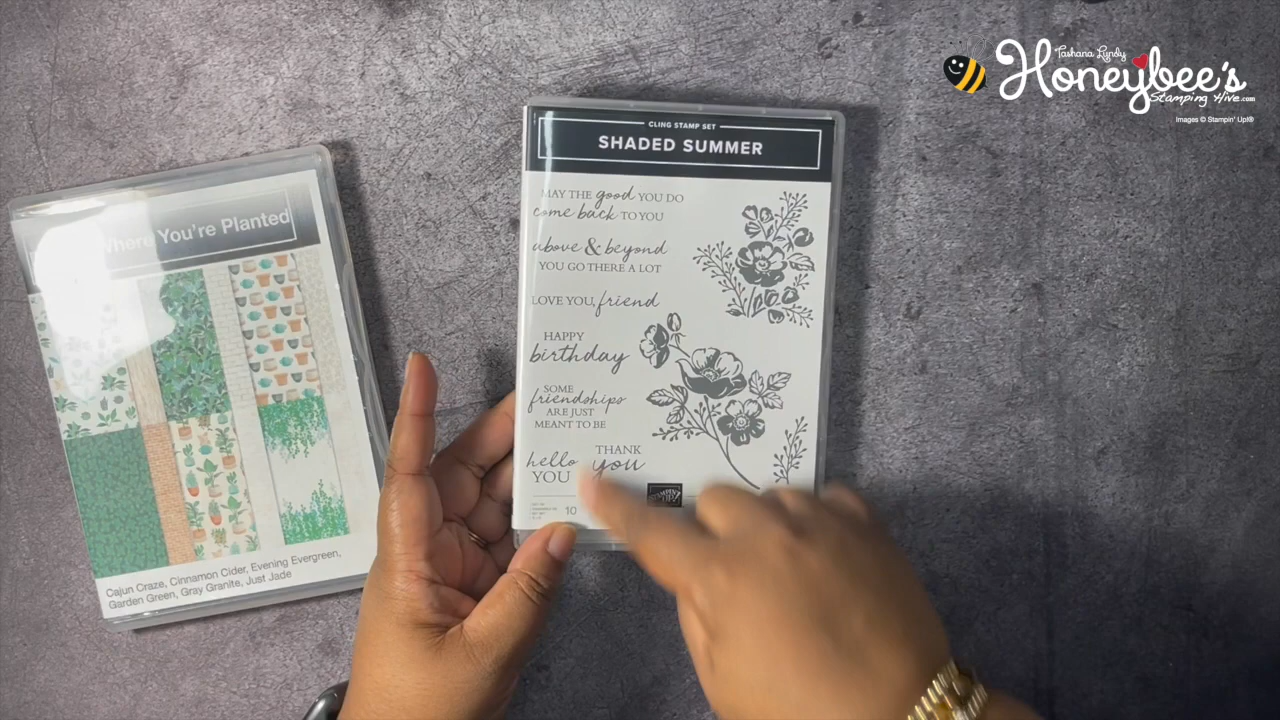 Tashana Lyndy
Honeybee's
Stamping Hive.com
Images © Stampin' Up!®
Where You're Planted
Cajun Craze, Cinnamon Cider, Evening Evergreen,
Garden Green, Gray Granite, Just Jade
CLING STAMP SET
SHADED SUMMER
MAY THE good YOU DO
come back TO YOU
above & beyond
YOU GO THERE A LOT
LOVE YOU, friend
HAPPY
birthday
SOME
friendships
ARE JUST
MEANT TO BE
hello
YOU
THANK
you
STAMPIN' UP!
10